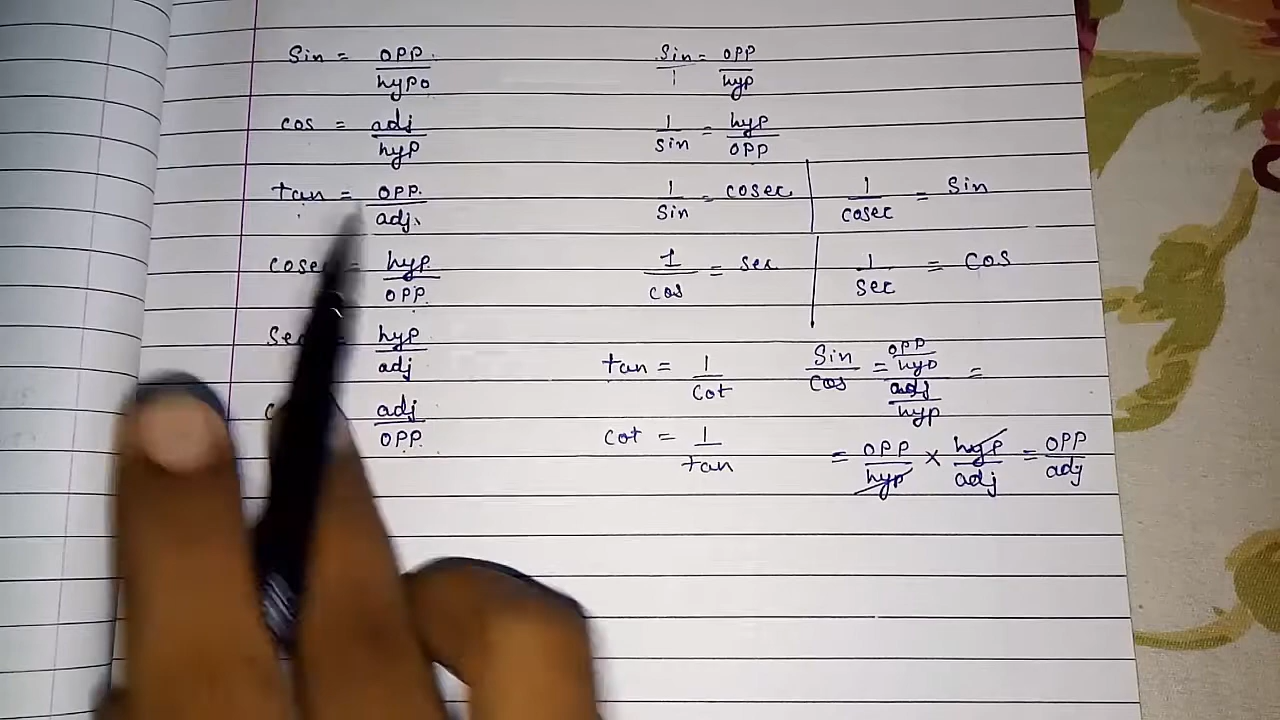 Sin = opp.
hypo
cos = adj
hyp
tan = opp.
adj.
cosec = hyp.
opp.
Sec = hyp
adj
adj
opp.
Sin = opp
1 hyp
1 = hyp
sin opp
1 = cosec
sin
1 = sin
cosec
1 = sec
cos
1 = cos
sec
tan = 1
cot
cot = 1
tan
Sin = opp
cos hyp
adj =
hyp
= opp × hyp = opp
hyp adj adj